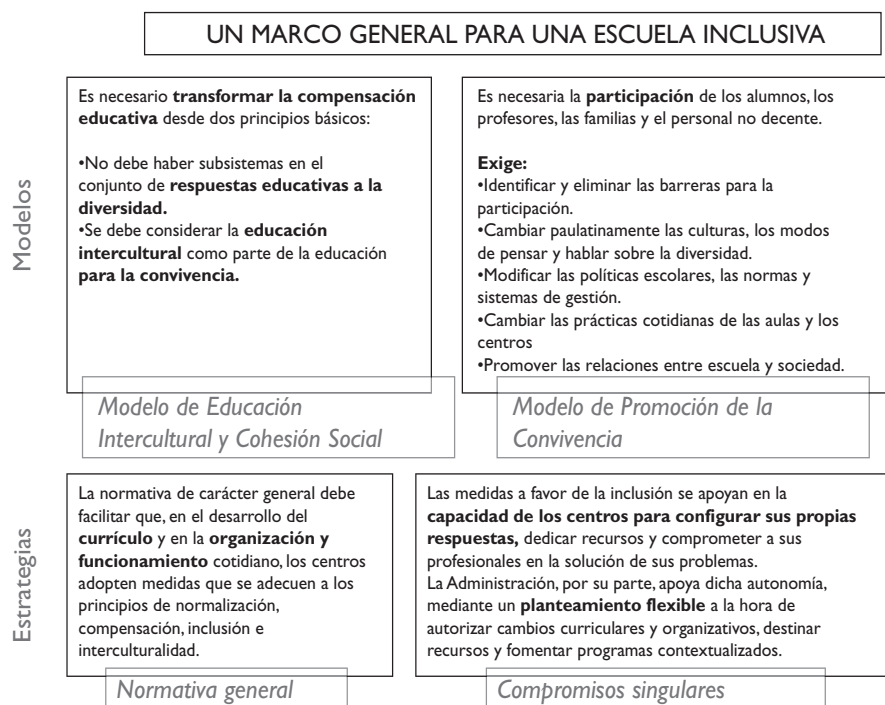 UN MARCO GENERAL PARA UNA ESCUELA INCLUSIVA
Modelos
Es necesario transformar la compensación
educativa desde dos principios básicos:
•No debe haber subsistemas en el
conjunto de respuestas educativas a la
diversidad.
•Se debe considerar la educación
intercultural como parte de la educación
para la convivencia.
Modelo de Educación
Intercultural y Cohesión Social
Es necesaria la participación de los alumnos, los
profesores, las familias y el personal no decente.
Exige:
•Identificar y eliminar las barreras para la
participación.
•Cambiar paulatinamente las culturas, los modos
de pensar y hablar sobre la diversidad.
•Modificar las políticas escolares, las normas y
sistemas de gestión.
•Cambiar las prácticas cotidianas de las aulas y los
centros
•Promover las relaciones entre escuela y sociedad.
Modelo de Promoción de la
Convivencia
Estrategias
La normativa de carácter general debe
facilitar que, en el desarrollo del
currículo y en la organización y
funcionamiento cotidiano, los centros
adopten medidas que se adecuen a los
principios de normalización,
compensación, inclusión e
interculturalidad.
Normativa general
Las medidas a favor de la inclusión se apoyan en la
capacidad de los centros para configurar sus propias
respuestas, dedicar recursos y comprometer a sus
profesionales en la solución de sus problemas.
La Administración, por su parte, apoya dicha autonomía,
mediante un planteamiento flexible a la hora de
autorizar cambios curriculares y organizativos, destinar
recursos y fomentar programas contextualizados.
Compromisos singulares